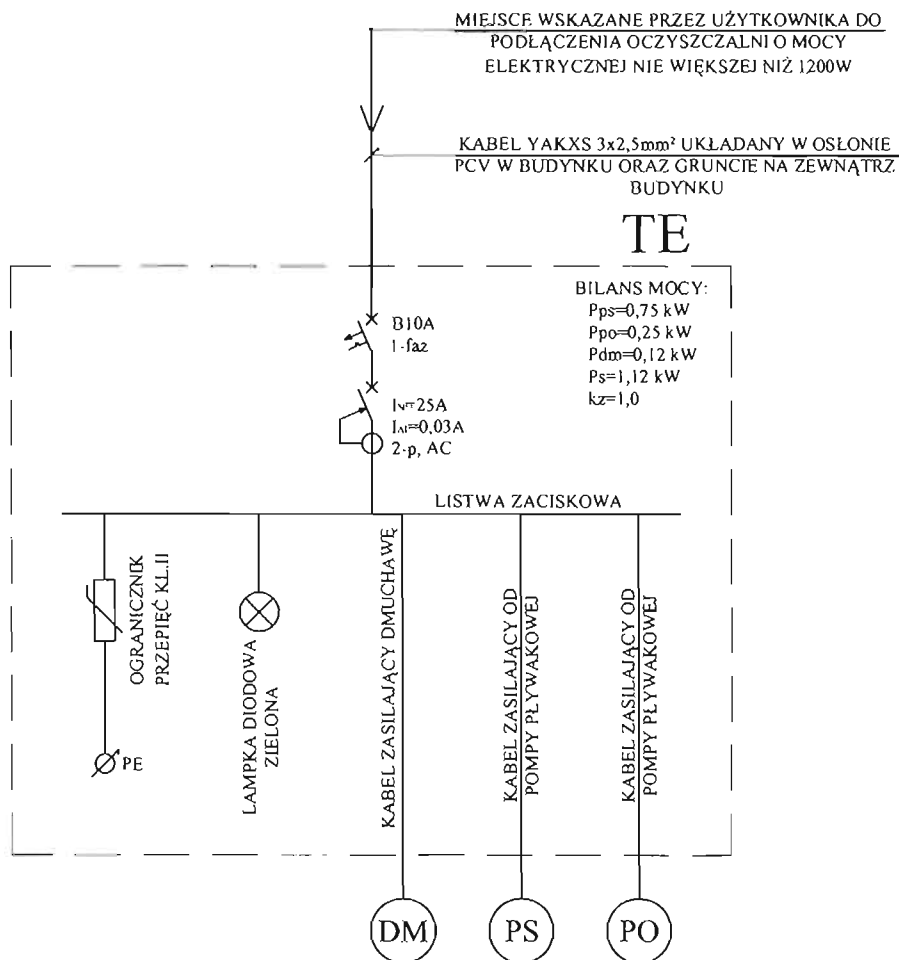 MIEJSCE WSKAZANE PRZEZ UŻYTKOWNIKA DO
PODŁĄCZENIA OCZYSZCZALNI O MOCY
ELEKTRYCZNEJ NIE WIĘKSZEJ NIŻ 1200W
KABEL YAKXS 3x2,5mm² UKŁADANY W OSŁONIE
PCV W BUDYNKU ORAZ GRUNCIE NA ZEWNĄTRZ
BUDYNKU
TE
BILANS MOCY:
Pps=0,75 kW
Ppo=0,25 kW
Pdm=0,12 kW
Ps=1,12 kW
kz=1,0
B10A
1-faz
=25A
=0,03A
2-p, AC
LISTWA ZACISKOWA
OGRANICZNIK
PRZEPIĘĆ KL.II
PE
LAMPKA DIODOWA
ZIELONA
KABEL ZASILAJĄCY DMUCHAWĘ
KABEL ZASILAJĄCY OD
POMPY PŁYWAKOWEJ
KABEL ZASILAJĄCY OD
POMPY PŁYWAKOWEJ
DM
PS
PO